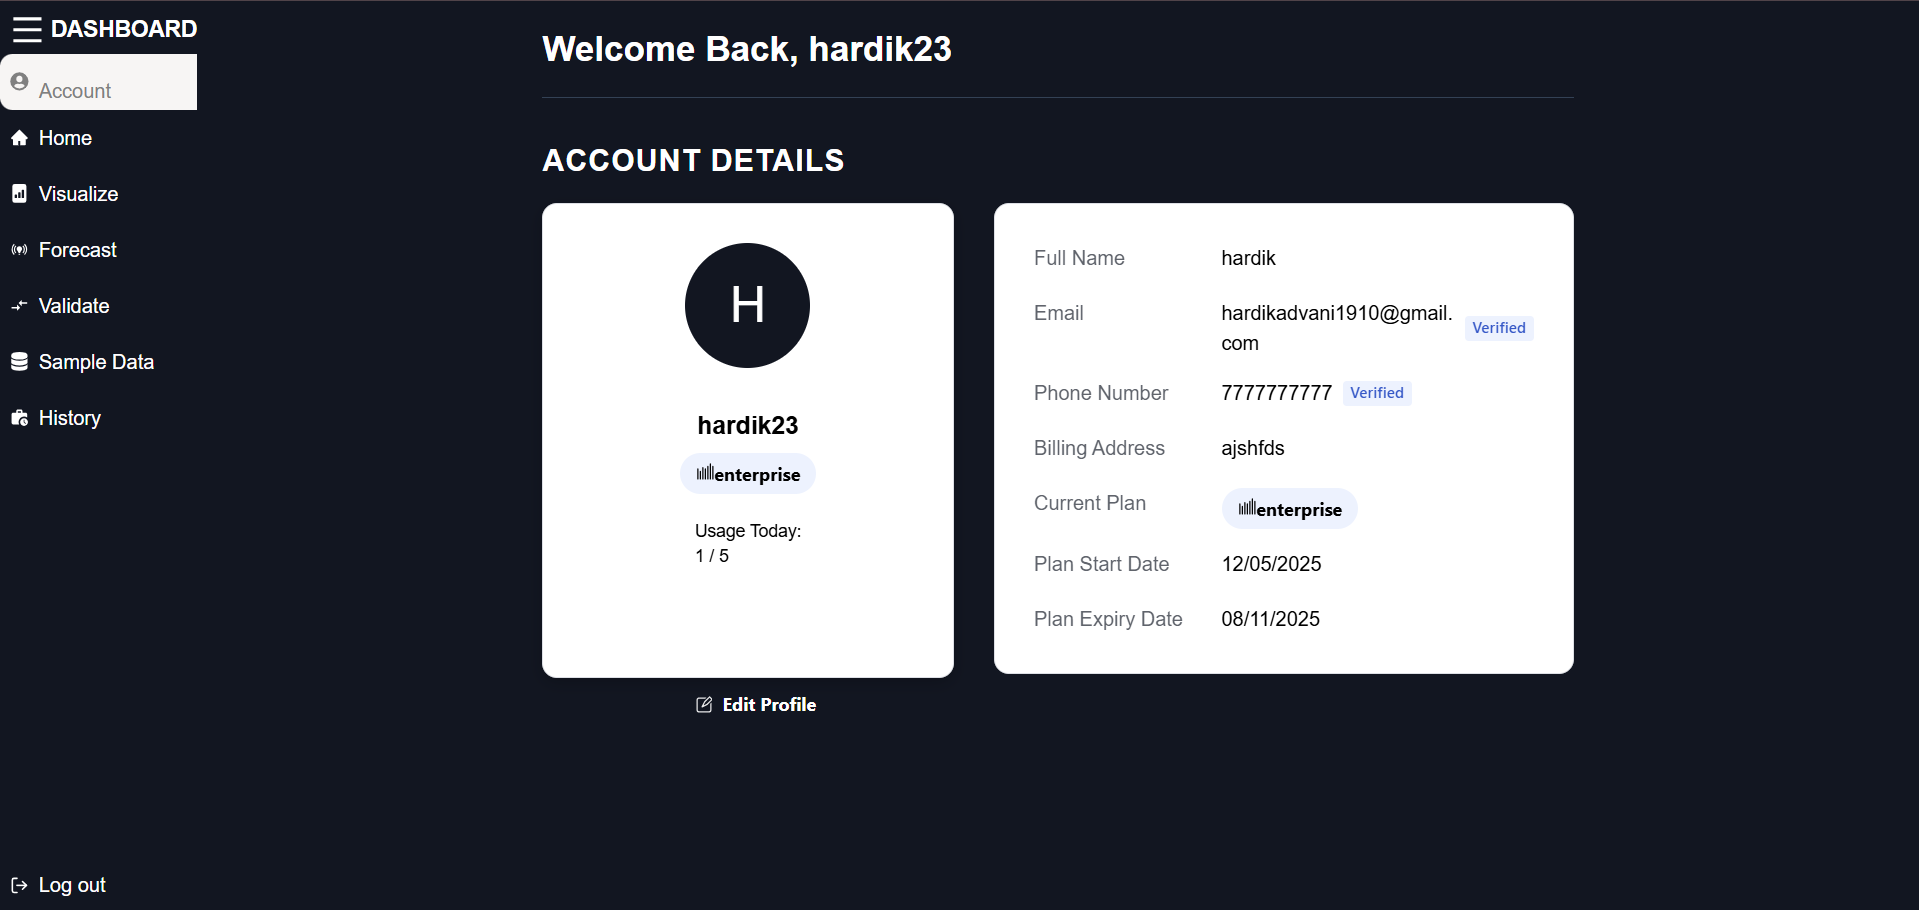 DASHBOARD
Account
Home
Visualize
Forecast
Validate
Sample Data
History
Log out
Welcome Back, hardik23
ACCOUNT DETAILS
H
hardik23
enterprise
Usage Today:
1 / 5
Edit Profile
Full Name hardik
Email hardikadvani1910@gmail.
com Verified
Phone Number 7777777777 Verified
Billing Address ajshfds
Current Plan enterprise
Plan Start Date 12/05/2025
Plan Expiry Date 08/11/2025